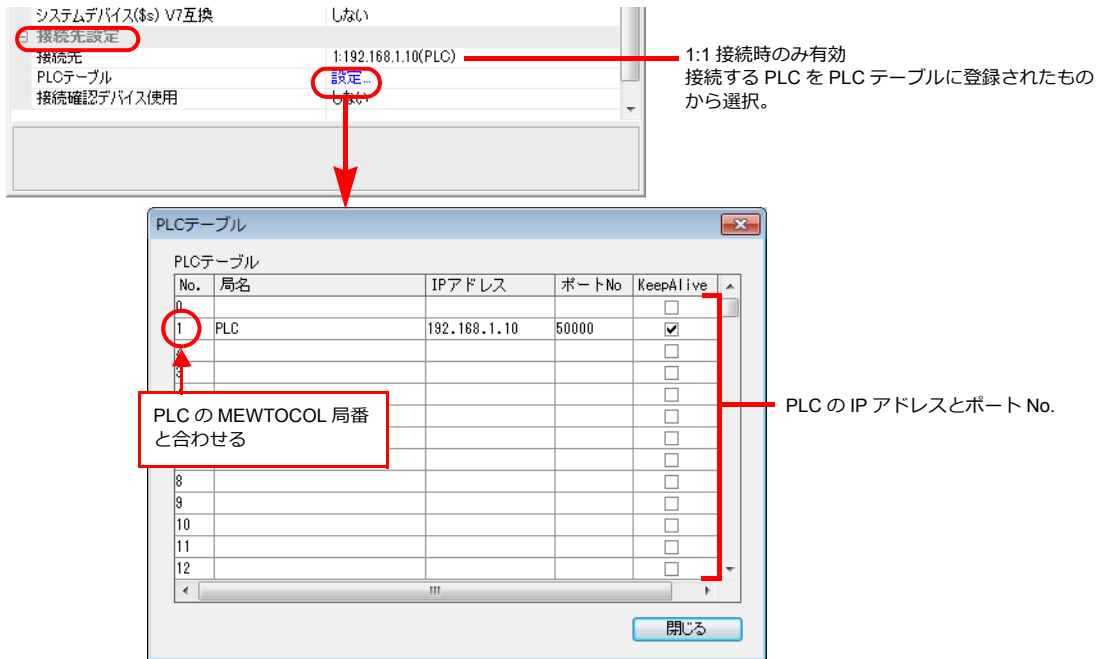 システムデバイス($s) V7互換 しない
接続先設定
接続先 1:192.168.1.10(PLC)
PLCテーブル 設定...
接続確認デバイス使用 しない
1:1 接続時のみ有効
接続する PLC を PLC テーブルに登録されたもの
から選択。
PLCテーブル
PLCテーブル
No. 局名 IPアドレス ポートNo KeepAlive
0
1 PLC 192.168.1.10 50000
2
3
PLC の MEWTOCOL 局番
と合わせる
8
9
10
11
12
PLC の IP アドレスとポート No.
閉じる